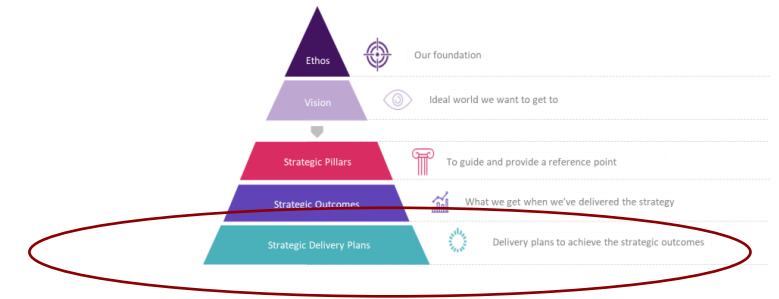 Ethos
Our foundation
Vision
Ideal world we want to get to
Strategic Pillars
To guide and provide a reference point
Strategic Outcomes
What we get when we've delivered the strategy
Strategic Delivery Plans
Delivery plans to achieve the strategic outcomes